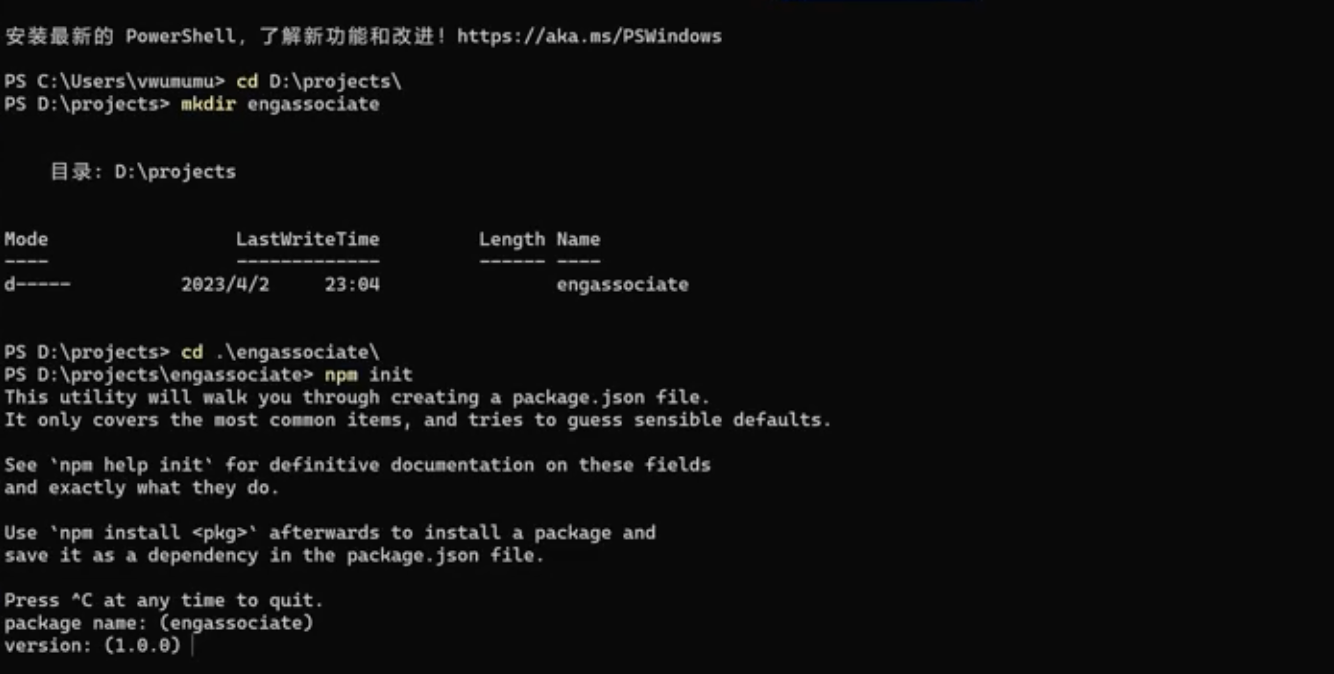 安装最新的 PowerShell，了解新功能和改进！https://aka.ms/PSWindows
PS C:\Users\vwumumu> cd D:\projects\
PS D:\projects> mkdir engassociate
目录: D:\projects
Mode                 LastWriteTime         Length Name
----                 -------------         ------ ----
d-----          2023/4/2     23:04                engassociate
PS D:\projects> cd .\engassociate\
PS D:\projects\engassociate> npm init
This utility will walk you through creating a package.json file.
It only covers the most common items, and tries to guess sensible defaults.
See `npm help init` for definitive documentation on these fields
and exactly what they do.
Use `npm install <pkg>` afterwards to install a package and
save it as a dependency in the package.json file.
Press ^C at any time to quit.
package name: (engassociate)
version: (1.0.0)